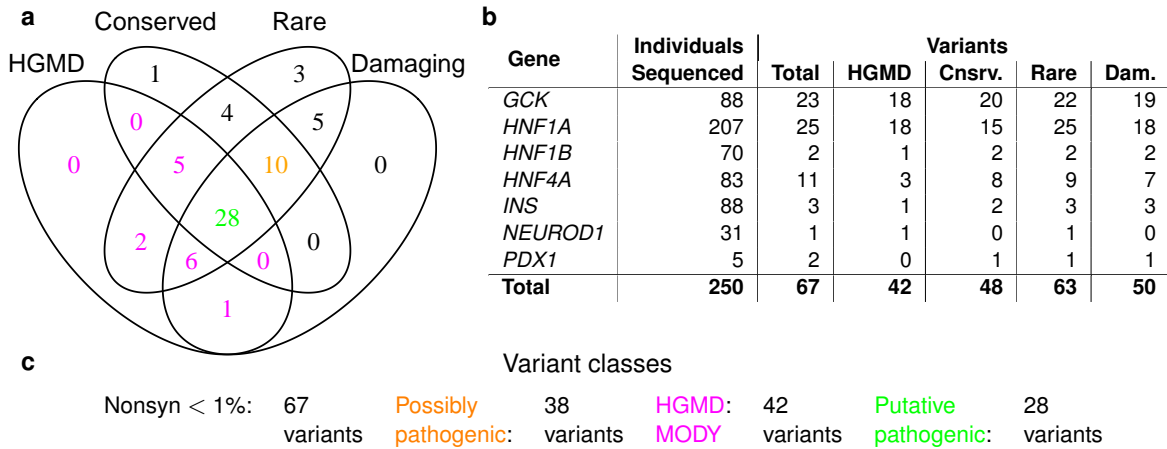 a
Conserved Rare
HGMD Damaging
1 3
0 4 5
0 5 10 0
28
2 6 0 0
1
b
Individuals Variants
Gene Sequenced Total HGMD Cnsrv. Rare Dam.
GCK 88 23 18 20 22 19
HNF1A 207 25 18 15 25 18
HNF1B 70 2 1 2 2 2
HNF4A 83 11 3 8 9 7
INS 88 3 1 2 3 3
NEUROD1 31 1 1 0 1 0
PDX1 5 2 0 1 1 1
Total 250 67 42 48 63 50
c
Variant classes
Nonsyn < 1%: 67 Possibly 38 HGMD: 42 Putative 28
variants pathogenic: variants MODY variants pathogenic: variants